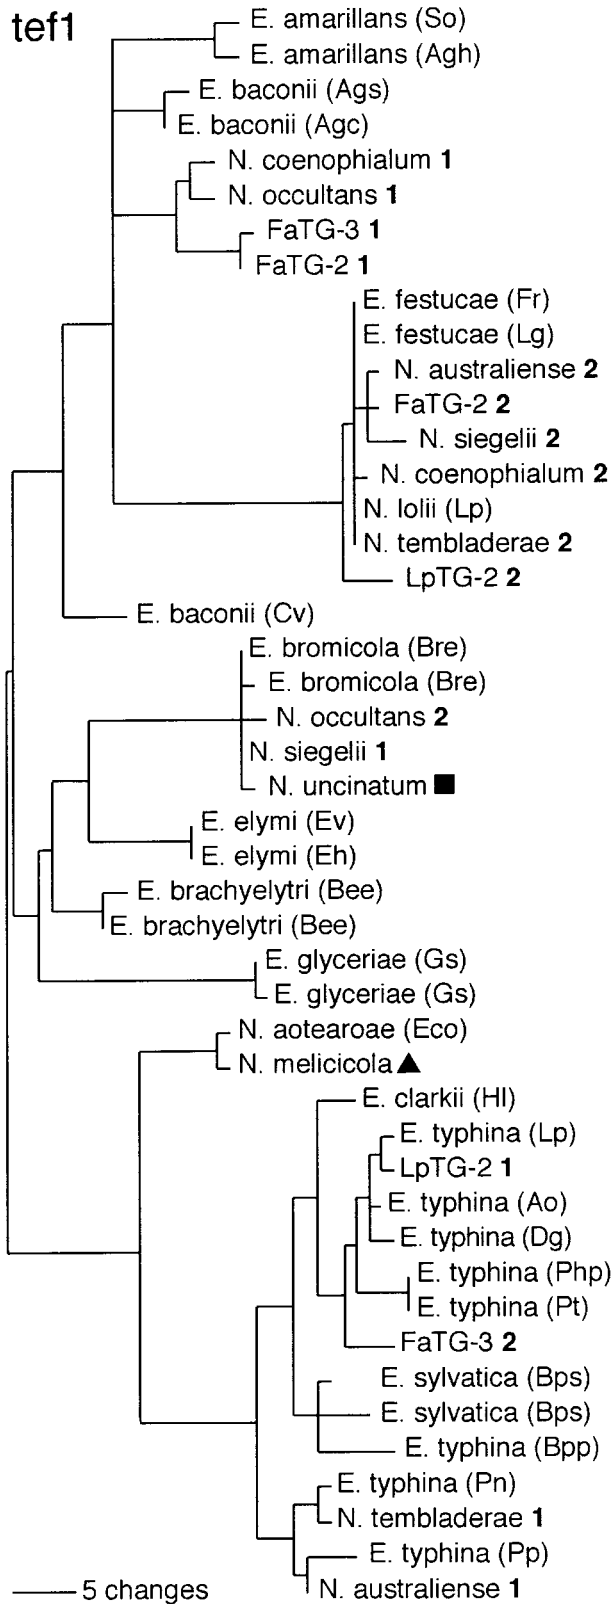 tef1
E. amarillans (So)
E. amarillans (Agh)
E. baconii (Ags)
E. baconii (Agc)
N. coenophialum 1
N. occultans 1
FaTG-3 1
FaTG-2 1
E. festucae (Fr)
E. festucae (Lg)
N. australiense 2
FaTG-2 2
N. siegelii 2
N. coenophialum 2
N. lolii (Lp)
N. tembladerae 2
LpTG-2 2
E. baconii (Cv)
E. bromicola (Bre)
E. bromicola (Bre)
N. occultans 2
N. siegelii 1
N. uncinatum ■
E. elymi (Ev)
E. elymi (Eh)
E. brachyelytri (Bee)
E. brachyelytri (Bee)
E. glyceriae (Gs)
E. glyceriae (Gs)
N. aotearoae (Eco)
N. melicicola ▲
E. clarkii (Hl)
E. typhina (Lp)
LpTG-2 1
E. typhina (Ao)
E. typhina (Dg)
E. typhina (Php)
E. typhina (Pt)
FaTG-3 2
E. sylvatica (Bps)
E. sylvatica (Bps)
E. typhina (Bpp)
E. typhina (Pn)
N. tembladerae 1
E. typhina (Pp)
N. australiense 1
5 changes